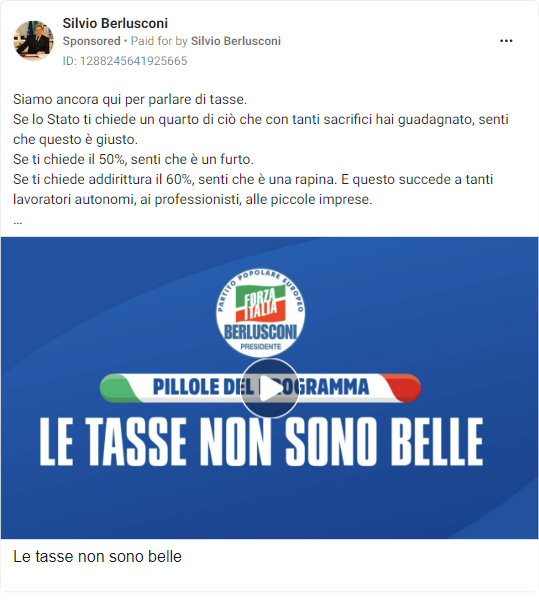 Silvio Berlusconi
Sponsored • Paid for by Silvio Berlusconi
ID: 1288245641925665
Siamo ancora qui per parlare di tasse.
Se lo Stato ti chiede un quarto di ciò che con tanti sacrifici hai guadagnato, senti
che questo è giusto.
Se ti chiede il 50%, senti che è un furto.
Se ti chiede addirittura il 60%, senti che è una rapina. E questo succede a tanti
lavoratori autonomi, ai professionisti, alle piccole imprese.
...
PARTITO POPOLARE EUROPEO
FORZA
ITALIA
BERLUSCONI
PRESIDENTE
PILLOLE DEL PROGRAMMA
LE TASSE NON SONO BELLE
Le tasse non sono belle